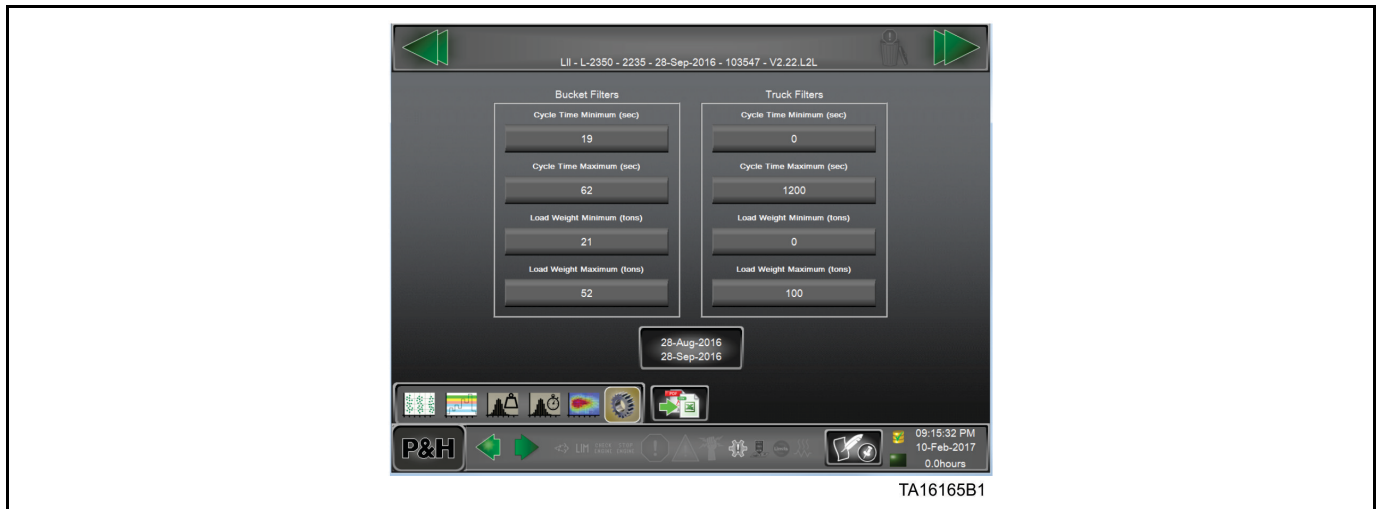 LII - L-2350 - 2235 - 28-Sep-2016 - 103547 - V2.22.L2L
Bucket Filters
Cycle Time Minimum (sec)
19
Cycle Time Maximum (sec)
62
Load Weight Minimum (tons)
21
Load Weight Maximum (tons)
52
Truck Filters
Cycle Time Minimum (sec)
0
Cycle Time Maximum (sec)
1200
Load Weight Minimum (tons)
0
Load Weight Maximum (tons)
100
28-Aug-2016
28-Sep-2016
PDF
P&H
LIM
09:15:32 PM
10-Feb-2017
0.0hours
TA16165B1